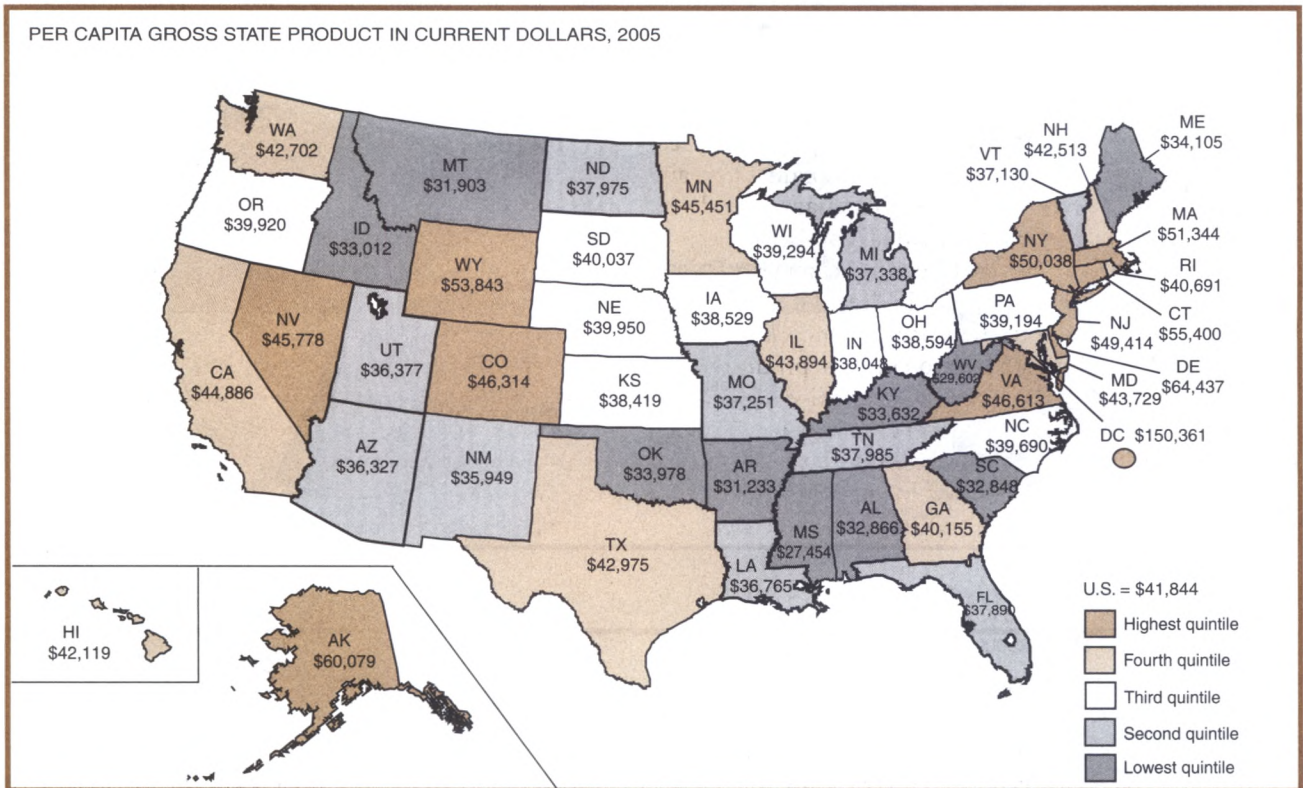 PER CAPITA GROSS STATE PRODUCT IN CURRENT DOLLARS, 2005
WA
$42,702
OR
$39,920
CA
$44,886
ID
$33,012
NV
$45,778
MT
$31,903
WY
$53,843
UT
$36,377
CO
$46,314
AZ
$36,327
NM
$35,949
ND
$37,975
SD
$40,037
NE
$39,950
KS
$38,419
OK
$33,978
TX
$42,975
MN
$45,451
IA
$38,529
MO
$37,251
AR
$31,233
LA
$36,765
WI
$39,294
IL
$43,894
MI
$37,338
IN
$38,048
OH
$38,594
KY
$33,632
TN
$37,985
MS
$27,454
AL
$32,866
GA
$40,155
FL
$37,890
SC
$32,848
NC
$39,690
VA
$46,613
WV
$29,602
PA
$39,194
NY
$50,038
VT
$37,130
NH
$42,513
ME
$34,105
MA
$51,344
RI
$40,691
CT
$55,400
NJ
$49,414
DE
$64,437
MD
$43,729
DC $150,361
HI
$42,119
AK
$60,079
U.S. = $41,844
Highest quintile
Fourth quintile
Third quintile
Second quintile
Lowest quintile